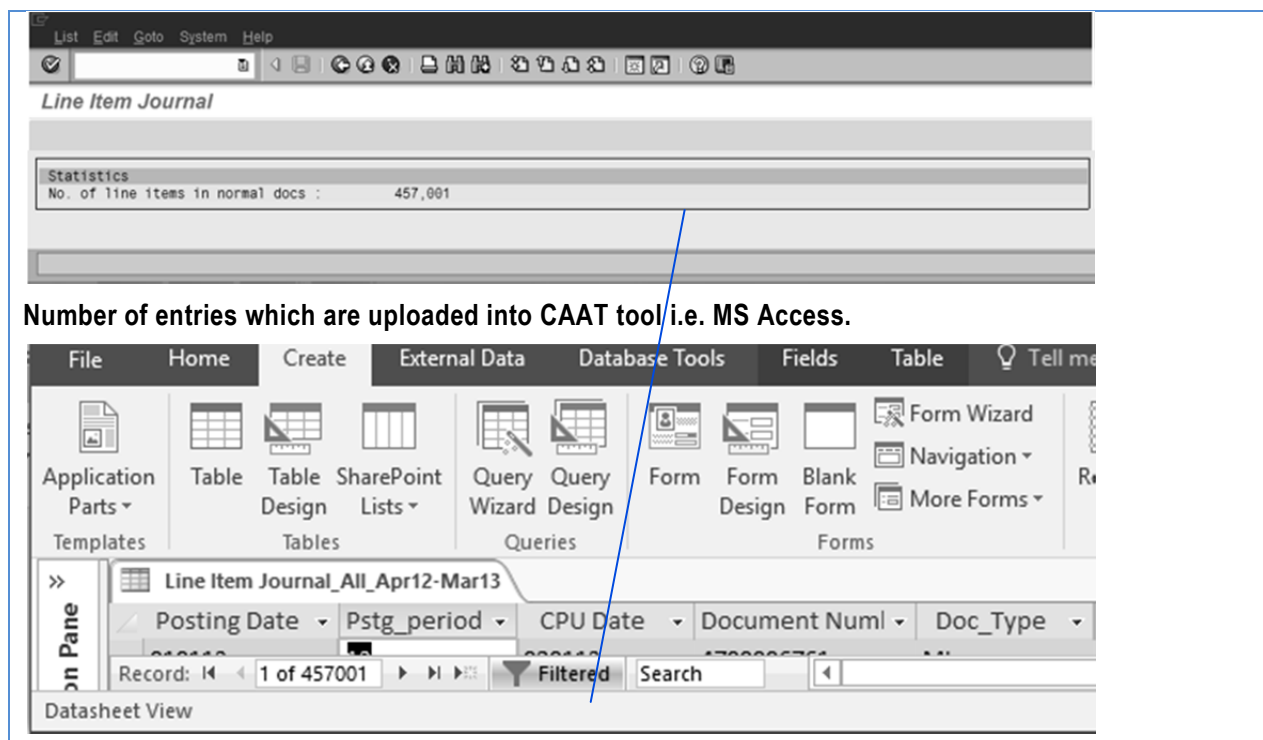 List Edit Goto System Help
Line Item Journal
Statistics
No. of line items in normal docs : 457,001
Number of entries which are uploaded into CAAT tool i.e. MS Access.
File Home Create External Data Database Tools Fields Table Tell me
Application Parts
Table
Table Design
SharePoint Lists
Query Wizard
Query Design
Form
Form Design
Blank Form
Form Wizard
Navigation
More Forms
Templates Tables Queries Forms
Line Item Journal_All_Apr12-Mar13
Posting Date Pstg_period CPU Date Document Numl Doc_Type
on Pane
Record: 1 of 457001 Filtered Search
Datasheet View